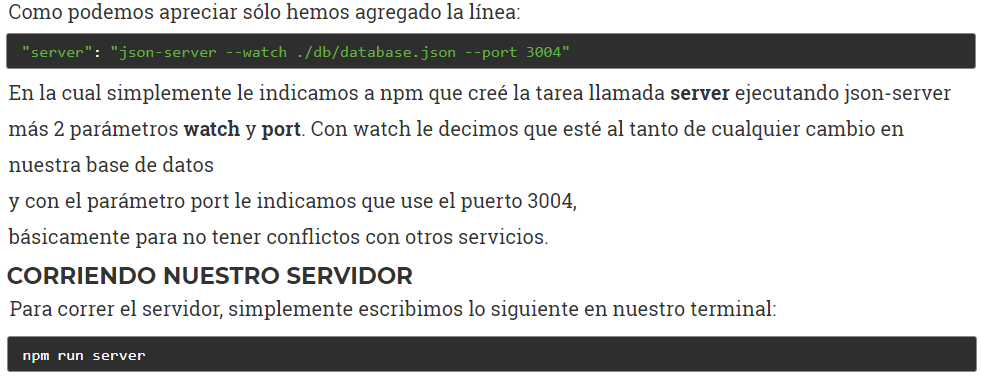 Como podemos apreciar sólo hemos agregado la línea:
"server": "json-server --watch ./db/database.json --port 3004"
En la cual simplemente le indicamos a npm que creé la tarea llamada server ejecutando json-server
más 2 parámetros watch y port. Con watch le decimos que esté al tanto de cualquier cambio en
nuestra base de datos
y con el parámetro port le indicamos que use el puerto 3004,
básicamente para no tener conflictos con otros servicios.
CORRIENDO NUESTRO SERVIDOR
Para correr el servidor, simplemente escribimos lo siguiente en nuestro terminal:
npm run server